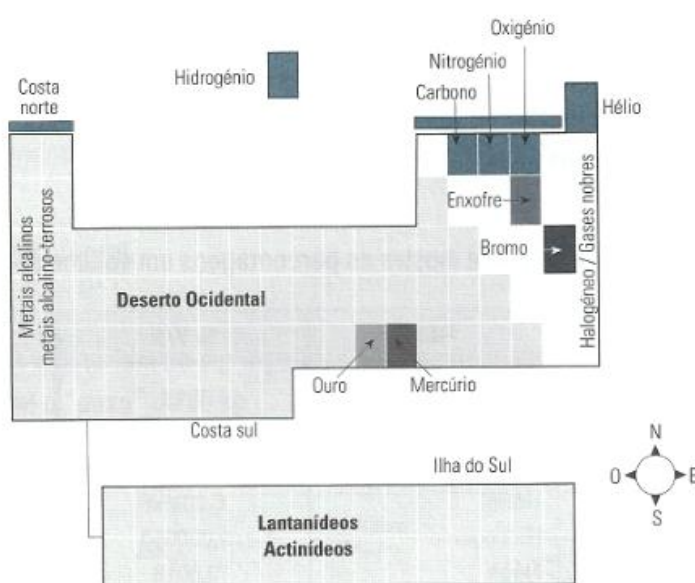 Oxigénio
Nitrogénio
Hidrogénio
Carbono
Costa
norte
Hélio
Metais alcalinos
metais alcalino-terrosos
Enxofre
Bromo
Halogéneo / Gases nobres
Deserto Ocidental
Ouro
Mercúrio
Costa sul
Ilha do Sul
N
O
E
S
Lantanídeos
Actinídeos